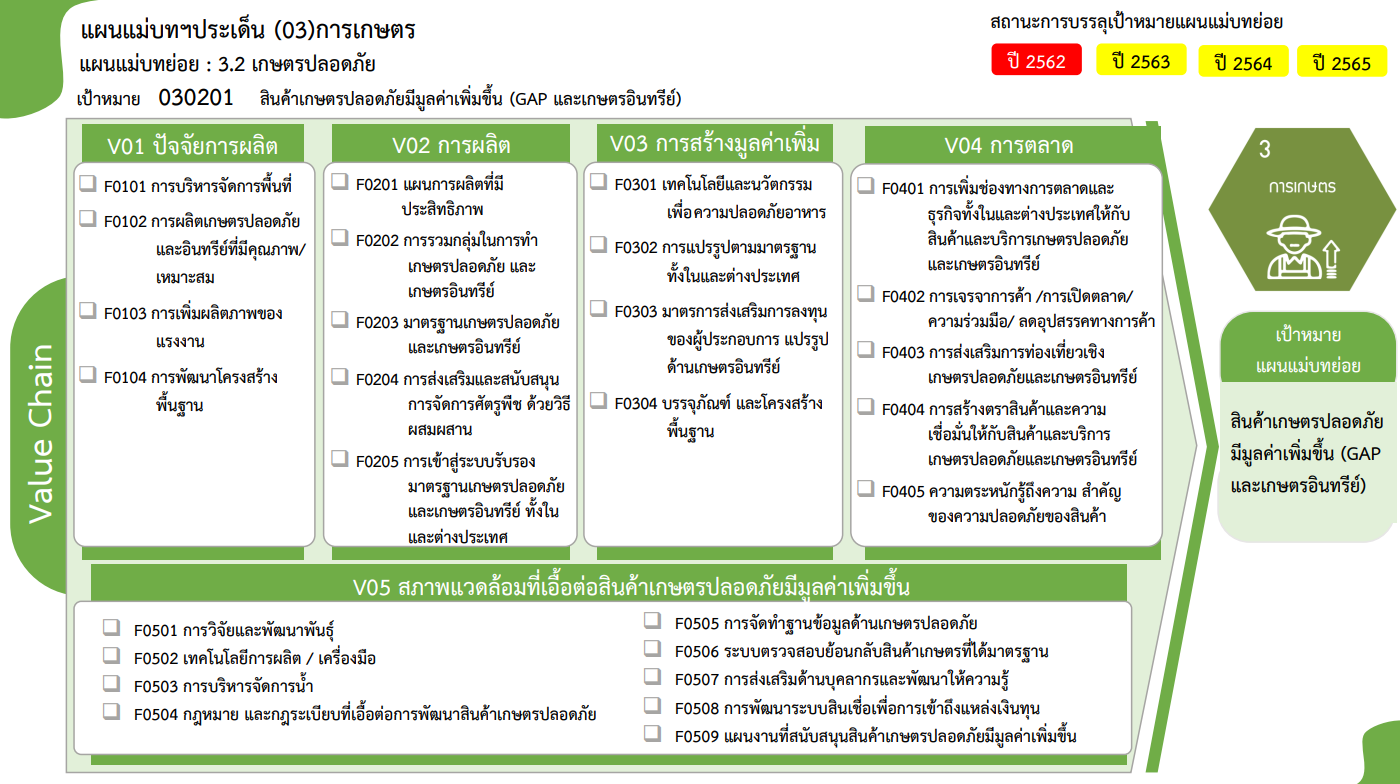 แผนแม่บทฯประเด็น (03)การเกษตร
แผนแม่บทย่อย : 3.2 เกษตรปลอดภัย
เป้าหมาย 030201 สินค้าเกษตรปลอดภัยมีมูลค่าเพิ่มขึ้น (GAP และเกษตรอินทรีย์)
สถานะการบรรลุเป้าหมายแผนแม่บทย่อย
ปี 2562 ปี 2563 ปี 2564 ปี 2565
Value Chain
V01 ปัจจัยการผลิต
F0101 การบริหารจัดการพื้นที่
F0102 การผลิตเกษตรปลอดภัย
และอินทรีย์ที่มีคุณภาพ/
เหมาะสม
F0103 การเพิ่มผลิตภาพของ
แรงงาน
F0104 การพัฒนาโครงสร้าง
พื้นฐาน
V02 การผลิต
F0201 แผนการผลิตที่มี
ประสิทธิภาพ
F0202 การรวมกลุ่มในการทำ
เกษตรปลอดภัย และ
เกษตรอินทรีย์
F0203 มาตรฐานเกษตรปลอดภัย
และเกษตรอินทรีย์
F0204 การส่งเสริมและสนับสนุน
การจัดการศัตรูพืช ด้วยวิธี
ผสมผสาน
F0205 การเข้าสู่ระบบรับรอง
มาตรฐานเกษตรปลอดภัย
และเกษตรอินทรีย์ ทั้งใน
และต่างประเทศ
V03 การสร้างมูลค่าเพิ่ม
F0301 เทคโนโลยีและนวัตกรรม
เพื่อความปลอดภัยอาหาร
F0302 การแปรรูปตามมาตรฐาน
ทั้งในและต่างประเทศ
F0303 มาตรการส่งเสริมการลงทุน
ของผู้ประกอบการ แปรรูป
ด้านเกษตรอินทรีย์
F0304 บรรจุภัณฑ์ และโครงสร้าง
พื้นฐาน
V04 การตลาด
F0401 การเพิ่มช่องทางการตลาดและ
ธุรกิจทั้งในและต่างประเทศให้กับ
สินค้าและบริการเกษตรปลอดภัย
และเกษตรอินทรีย์
F0402 การเจรจาการค้า /การเปิดตลาด/
ความร่วมมือ/ ลดอุปสรรคทางการค้า
F0403 การส่งเสริมการท่องเที่ยวเชิง
เกษตรปลอดภัยและเกษตรอินทรีย์
F0404 การสร้างตราสินค้าและความ
เชื่อมั่นให้กับสินค้าและบริการ
เกษตรปลอดภัยและเกษตรอินทรีย์
F0405 ความตระหนักรู้ถึงความ สำคัญ
ของความปลอดภัยของสินค้า
V05 สภาพแวดล้อมที่เอื้อต่อสินค้าเกษตรปลอดภัยมีมูลค่าเพิ่มขึ้น
F0501 การวิจัยและพัฒนาพันธุ์
F0502 เทคโนโลยีการผลิต / เครื่องมือ
F0503 การบริหารจัดการน้ำ
F0504 กฎหมาย และกฎระเบียบที่เอื้อต่อการพัฒนาสินค้าเกษตรปลอดภัย
F0505 การจัดทำฐานข้อมูลด้านเกษตรปลอดภัย
F0506 ระบบตรวจสอบย้อนกลับสินค้าเกษตรที่ได้มาตรฐาน
F0507 การส่งเสริมด้านบุคลากรและพัฒนาให้ความรู้
F0508 การพัฒนาระบบสินเชื่อเพื่อการเข้าถึงแหล่งเงินทุน
F0509 แผนงานที่สนับสนุนสินค้าเกษตรปลอดภัยมีมูลค่าเพิ่มขึ้น
3
การเกษตร
เป้าหมาย
แผนแม่บทย่อย
สินค้าเกษตรปลอดภัย
มีมูลค่าเพิ่มขึ้น (GAP
และเกษตรอินทรีย์)